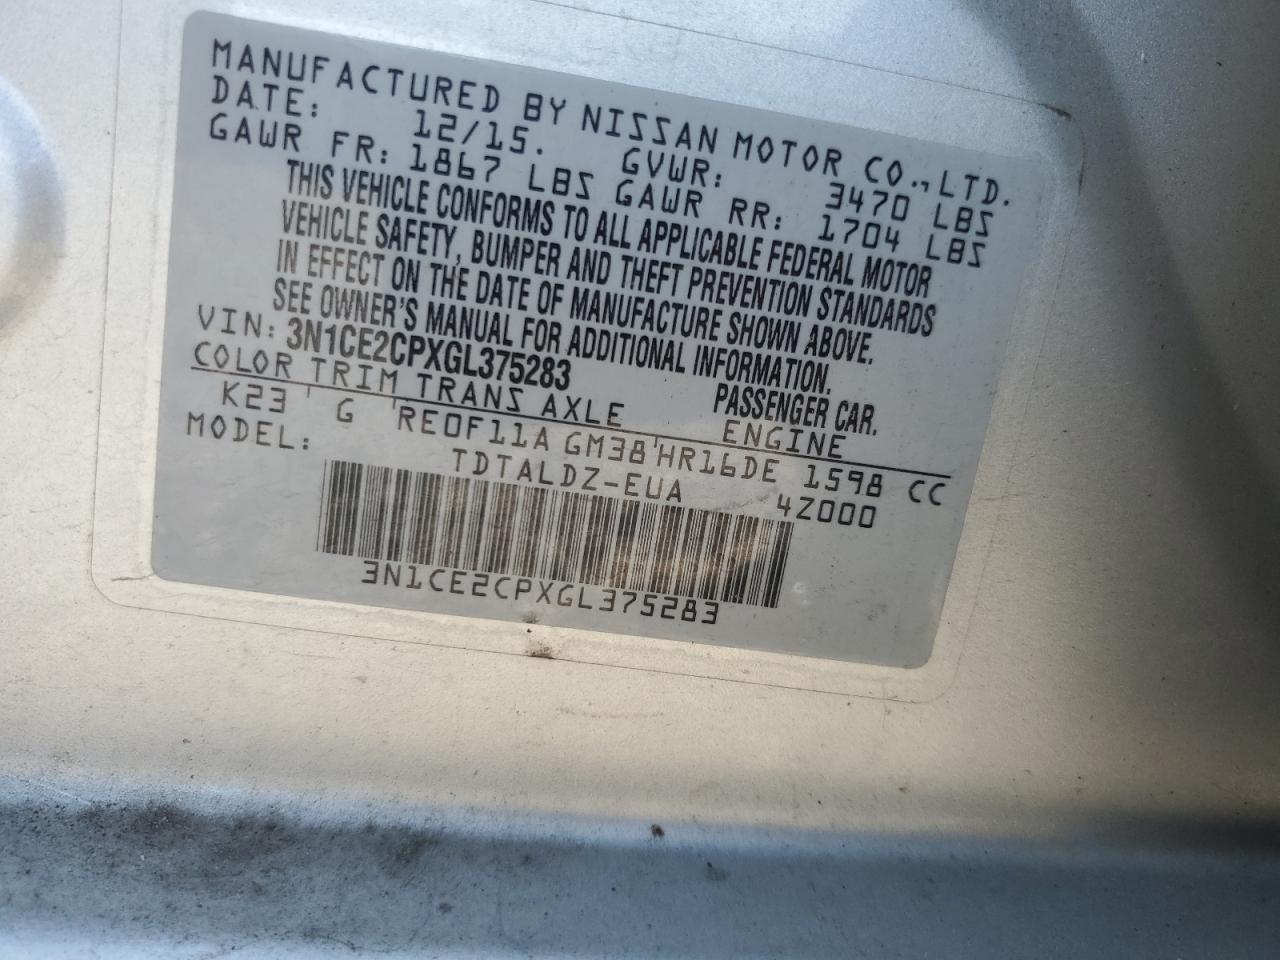 MANUFACTURED BY NISSAN MOTOR CO., LTD.
DATE: 12/15. GVWR: 3470 LBS
GAWR FR: 1867 LBS GAWR RR: 1704 LBS
THIS VEHICLE CONFORMS TO ALL APPLICABLE FEDERAL MOTOR
VEHICLE SAFETY, BUMPER AND THEFT PREVENTION STANDARDS
IN EFFECT ON THE DATE OF MANUFACTURE SHOWN ABOVE.
SEE OWNER'S MANUAL FOR ADDITIONAL INFORMATION.
VIN: 3N1CE2CPXGL375283 PASSENGER CAR.
COLOR TRIM TRANS AXLE ENGINE
K23 G RE0F11A GM38 HR16DE 1598 CC
MODEL: TDTALDZ-EUA 4Z000
3N1CE2CPXGL375283